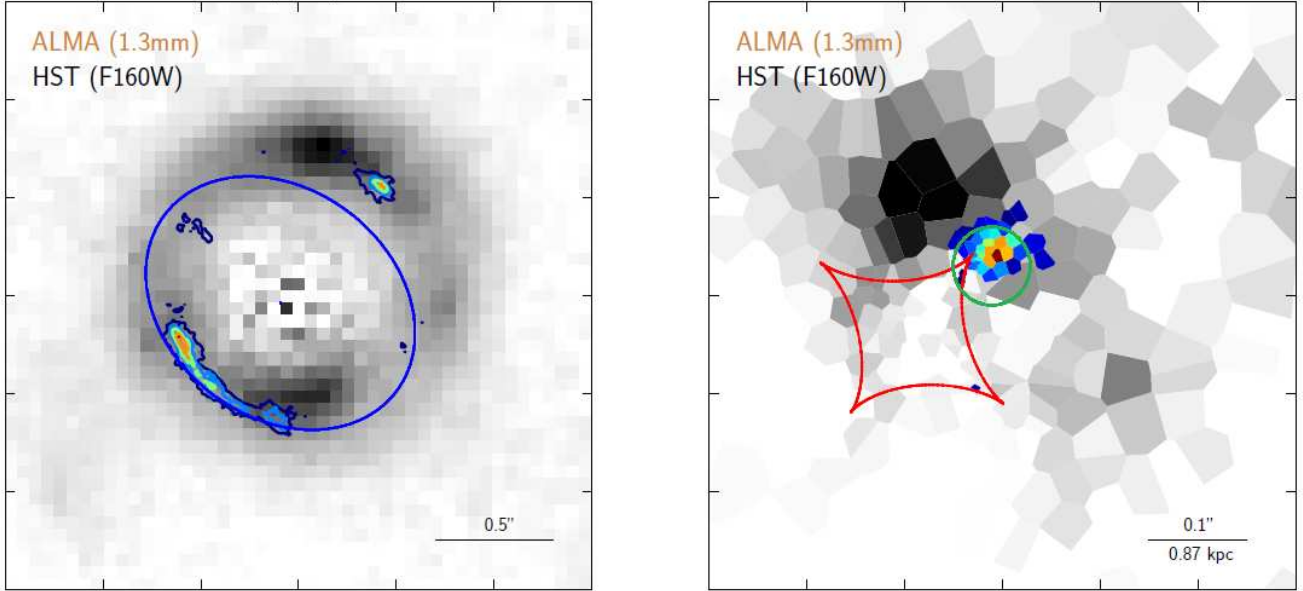 ALMA (1.3mm)
HST (F160W)
0.5"
ALMA (1.3mm)
HST (F160W)
0.1"
0.87 kpc